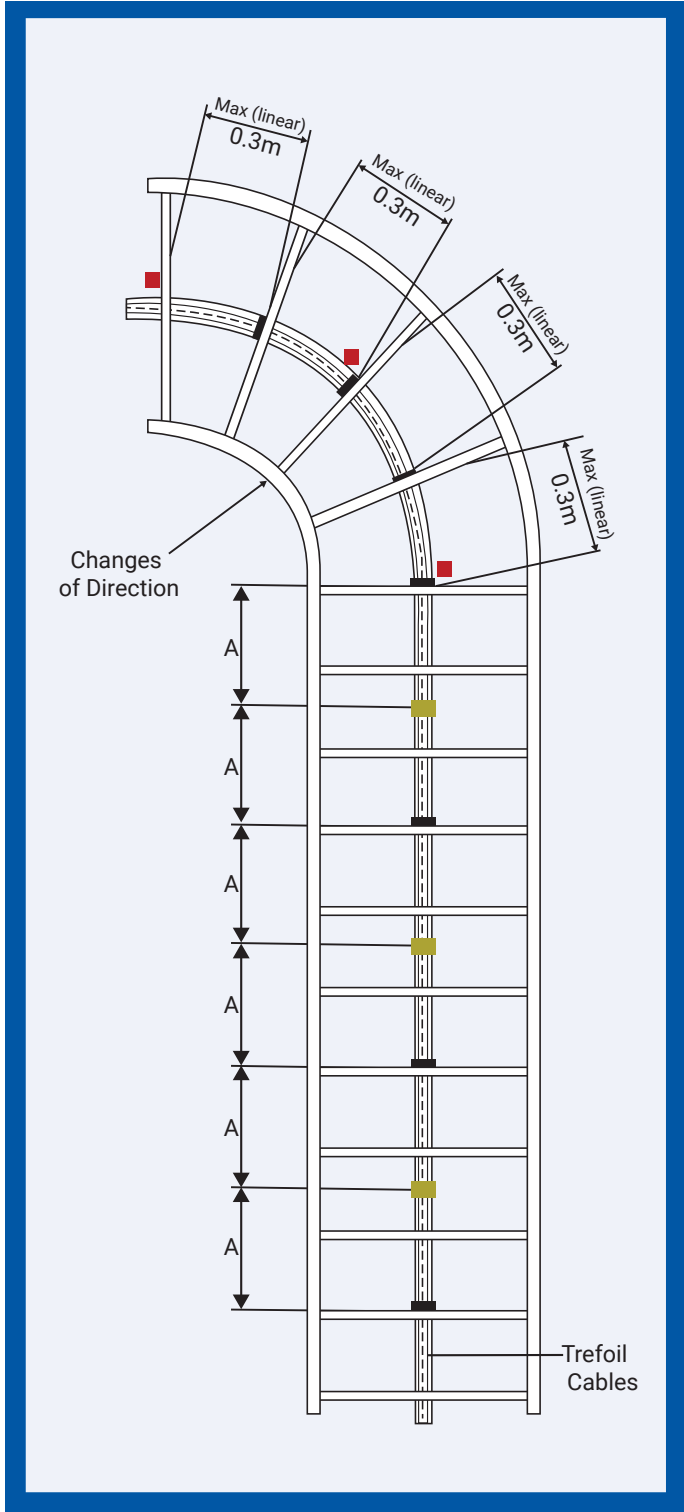 Max (linear)
0.3m
Max (linear)
0.3m
Max (linear)
0.3m
Max (linear)
0.3m
Changes
of Direction
A
A
A
A
A
A
Trefoil
Cables